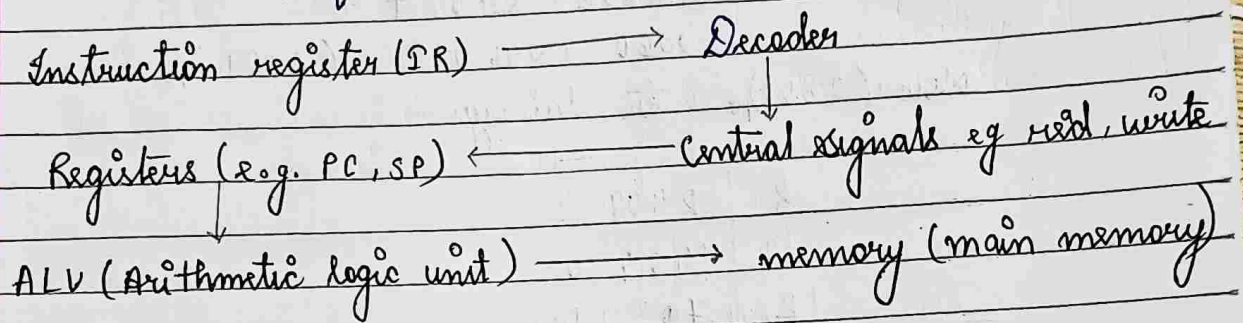 Instruction register (IR) → Decoder
Registers (e.g. PC, SP) ← Control signals eg read, write
ALU (Arithmetic logic unit) → memory (main memory)